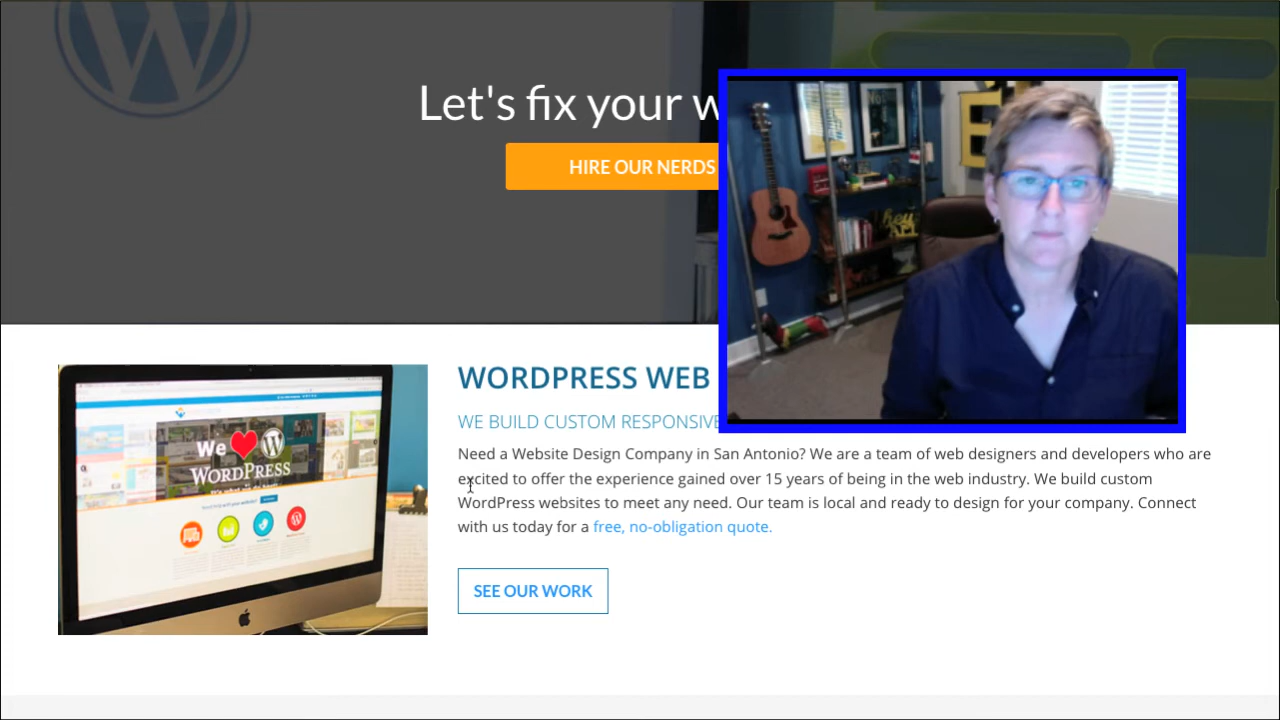 Let's fix your w
HIRE OUR NERDS
WORDPRESS WEB
WE BUILD CUSTOM RESPONSIVE
Need a Website Design Company in San Antonio? We are a team of web designers and developers who are
excited to offer the experience gained over 15 years of being in the web industry. We build custom
WordPress websites to meet any need. Our team is local and ready to design for your company. Connect
with us today for a free, no-obligation quote.
SEE OUR WORK
We
WORDPRESS
hey